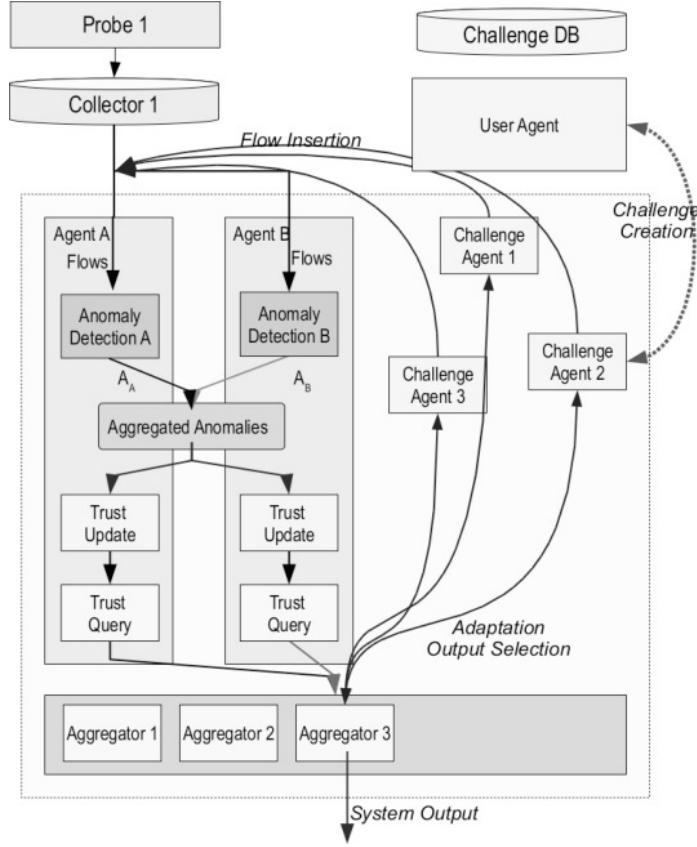 Probe 1
Challenge DB
Collector 1
User Agent
Flow Insertion
Challenge
Creation
Agent A
Agent B
Challenge
Agent 1
Flows
Flows
Anomaly
Detection A
Anomaly
Detection B
Challenge
Agent 2
Challenge
Agent 3
A_A
A_B
Aggregated Anomalies
Trust
Update
Trust
Update
Trust
Query
Trust
Query
Adaptation
Output Selection
Aggregator 1
Aggregator 2
Aggregator 3
System Output